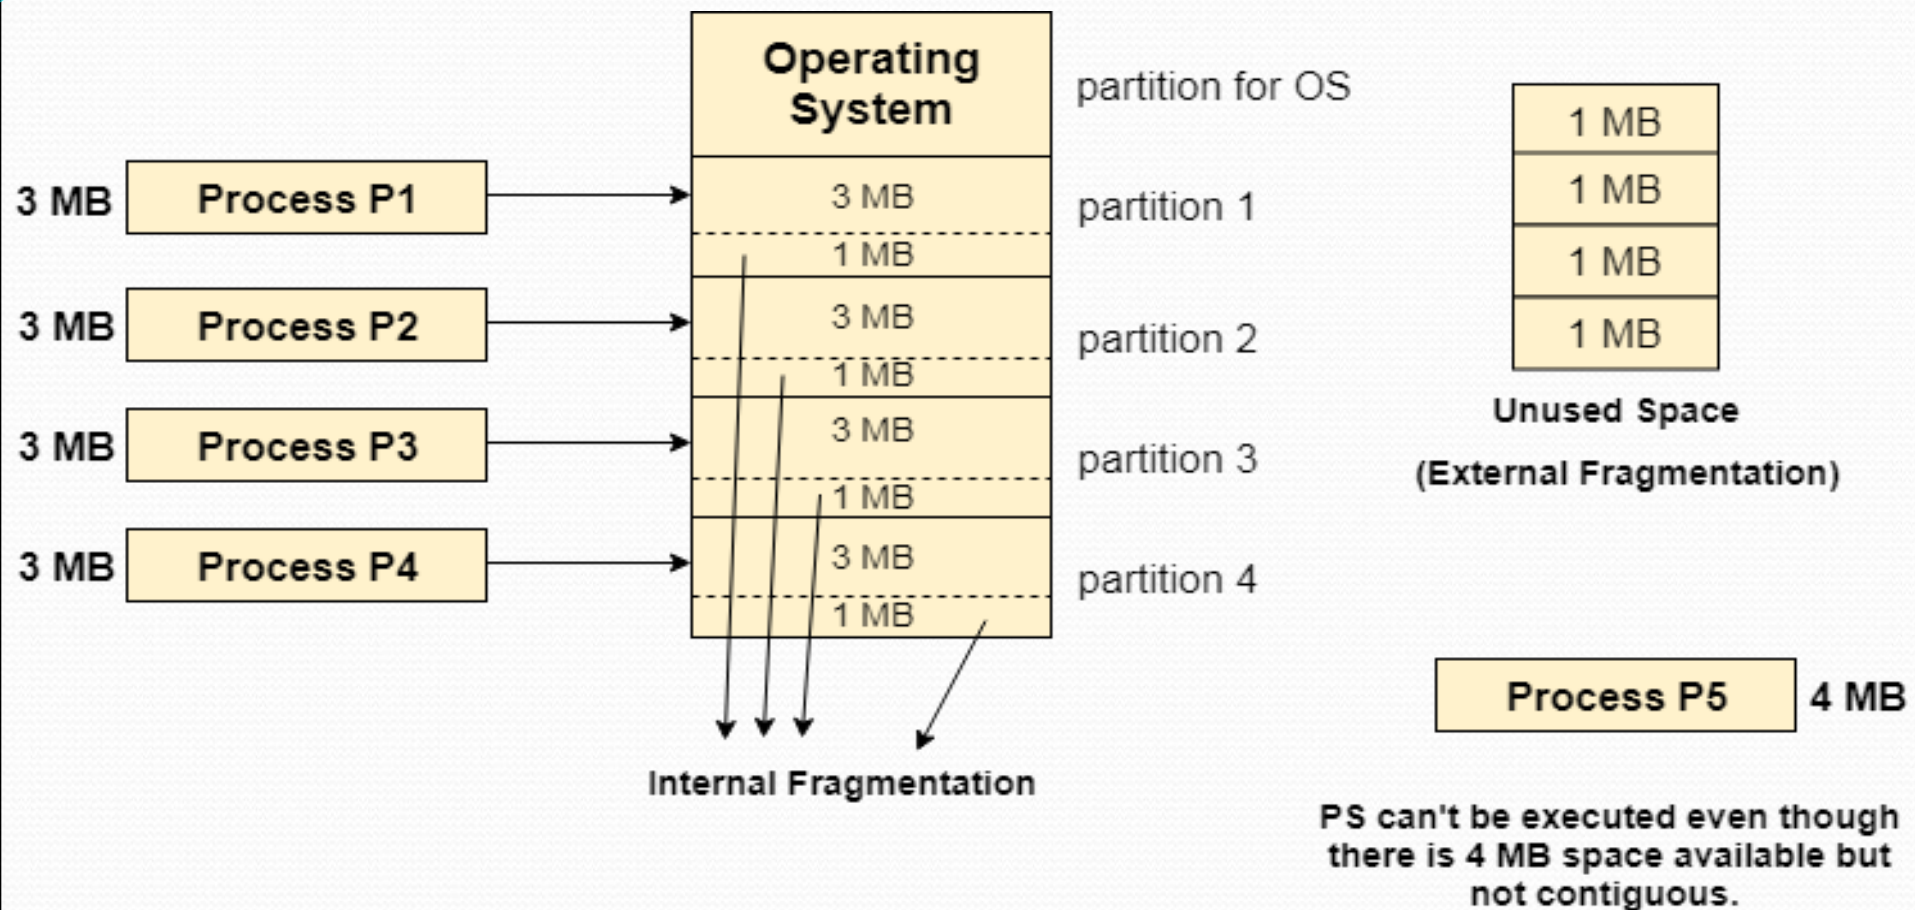 Operating
System
partition for OS
3 MB
Process P1
3 MB
1 MB
partition 1
3 MB
Process P2
3 MB
1 MB
partition 2
3 MB
Process P3
3 MB
1 MB
partition 3
3 MB
Process P4
3 MB
1 MB
partition 4
Internal Fragmentation
1 MB
1 MB
1 MB
1 MB
Unused Space
(External Fragmentation)
Process P5
4 MB
PS can't be executed even though
there is 4 MB space available but
not contiguous.